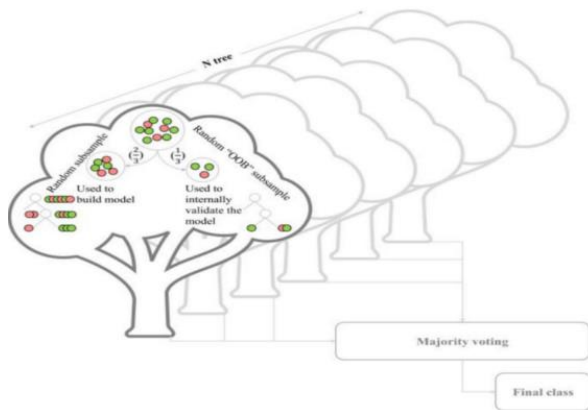 N tree
Random subsample
(2/3)
(1/3)
Random "OOB" subsample
Used to
build model
Used to
internally
validate the
model
Majority voting
Final class